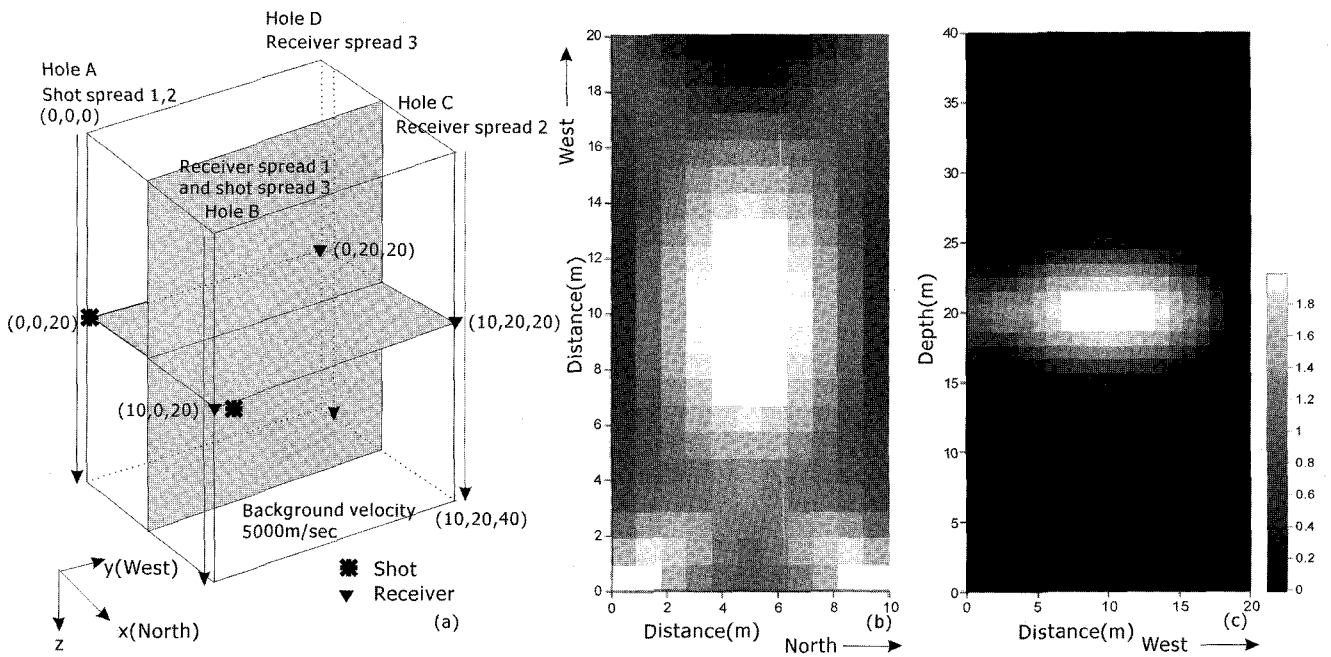 Hole D
Receiver spread 3
Hole A
Shot spread 1,2
(0,0,0)
Hole C
Receiver spread 2
Receiver spread 1
and shot spread 3
Hole B
(0,20,20)
(0,0,20)
(10,20,20)
(10,0,20)
Background velocity
5000m/sec
(10,20,40)
y(West)
x(North)
z
Shot
Receiver
(a)
West
Distance(m)
20
18
16
14
12
10
8
6
4
2
0
0 2 4 6 8 10
Distance(m)
North
(b)
Depth(m)
40
35
30
25
20
15
10
5
0
0 5 10 15 20
Distance(m)
West
(c)
1.8
1.6
1.4
1.2
1
0.8
0.6
0.4
0.2
0